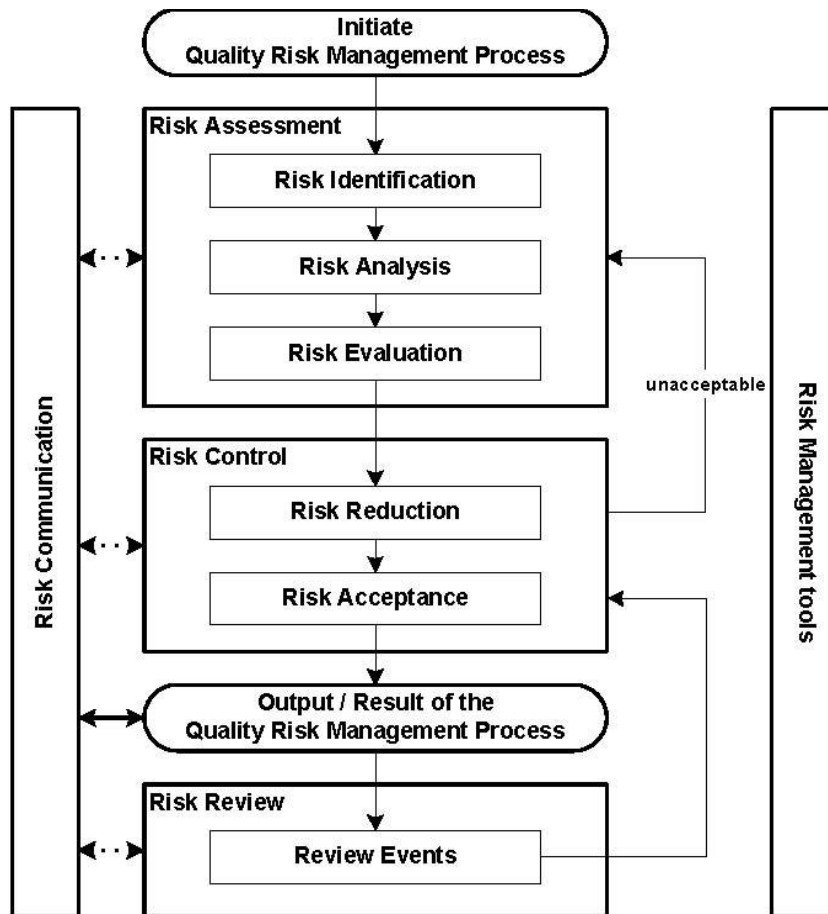 Initiate
Quality Risk Management Process
Risk Assessment
Risk Identification
Risk Analysis
Risk Evaluation
unacceptable
Risk Control
Risk Reduction
Risk Acceptance
Output / Result of the
Quality Risk Management Process
Risk Review
Review Events
Risk Communication
Risk Management tools